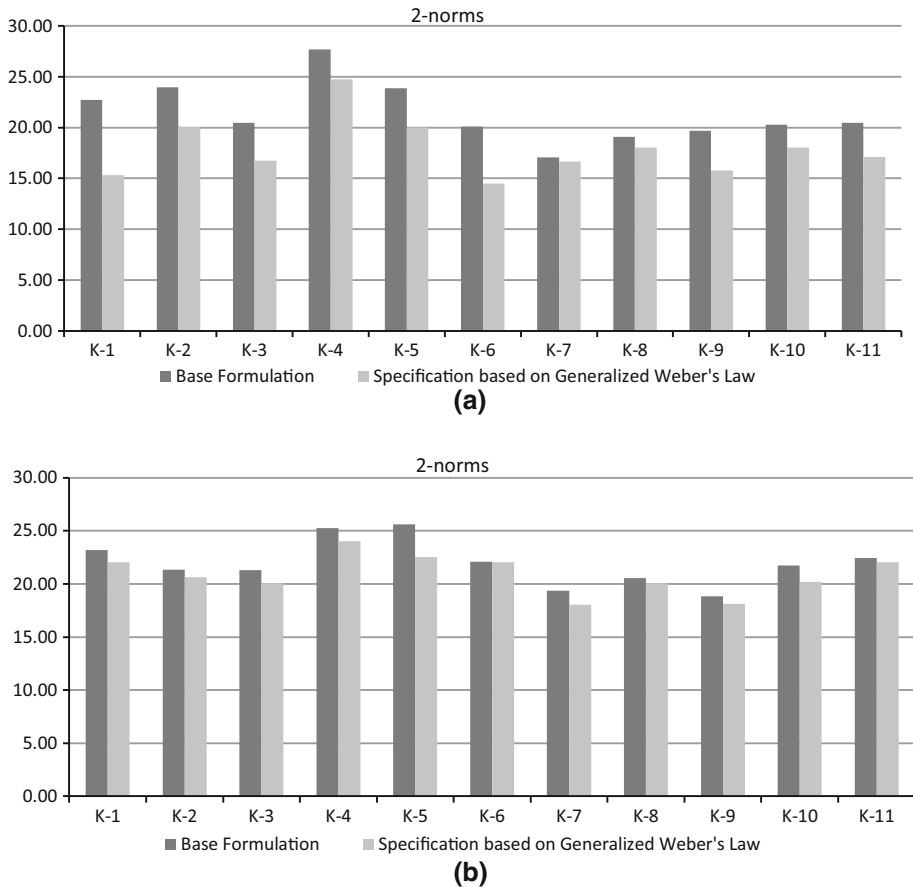 2-norms
30.00
25.00
20.00
15.00
10.00
5.00
0.00
K-1 K-2 K-3 K-4 K-5 K-6 K-7 K-8 K-9 K-10 K-11
Base Formulation Specification based on Generalized Weber's Law
(a)
2-norms
30.00
25.00
20.00
15.00
10.00
5.00
0.00
K-1 K-2 K-3 K-4 K-5 K-6 K-7 K-8 K-9 K-10 K-11
Base Formulation Specification based on Generalized Weber's Law
(b)